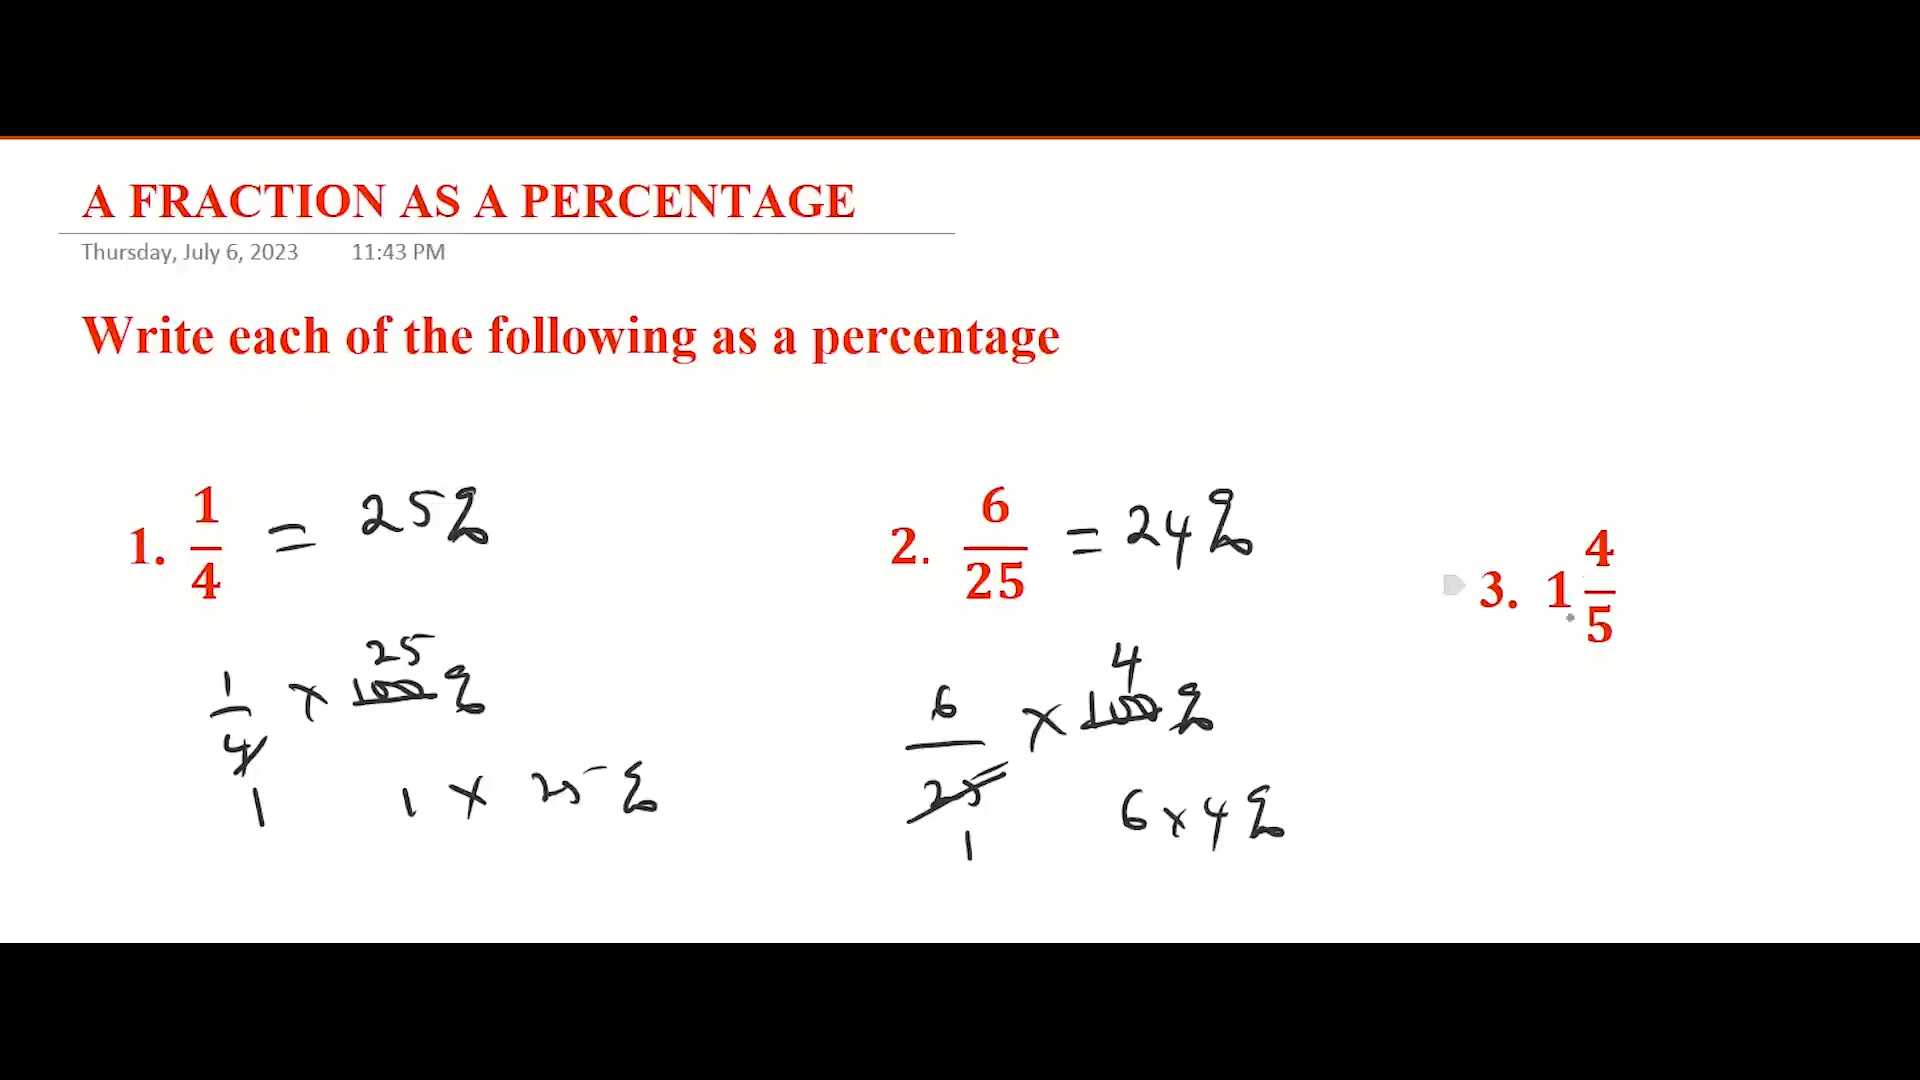 A FRACTION AS A PERCENTAGE
Thursday, July 6, 2023 11:43 PM
Write each of the following as a percentage
1. 1/4 = 25%
1/4 × 100% 25
1
1 × 25%
2. 6/25 = 24%
6/25 × 100% 4
1
6 × 4%
3. 1 4/5